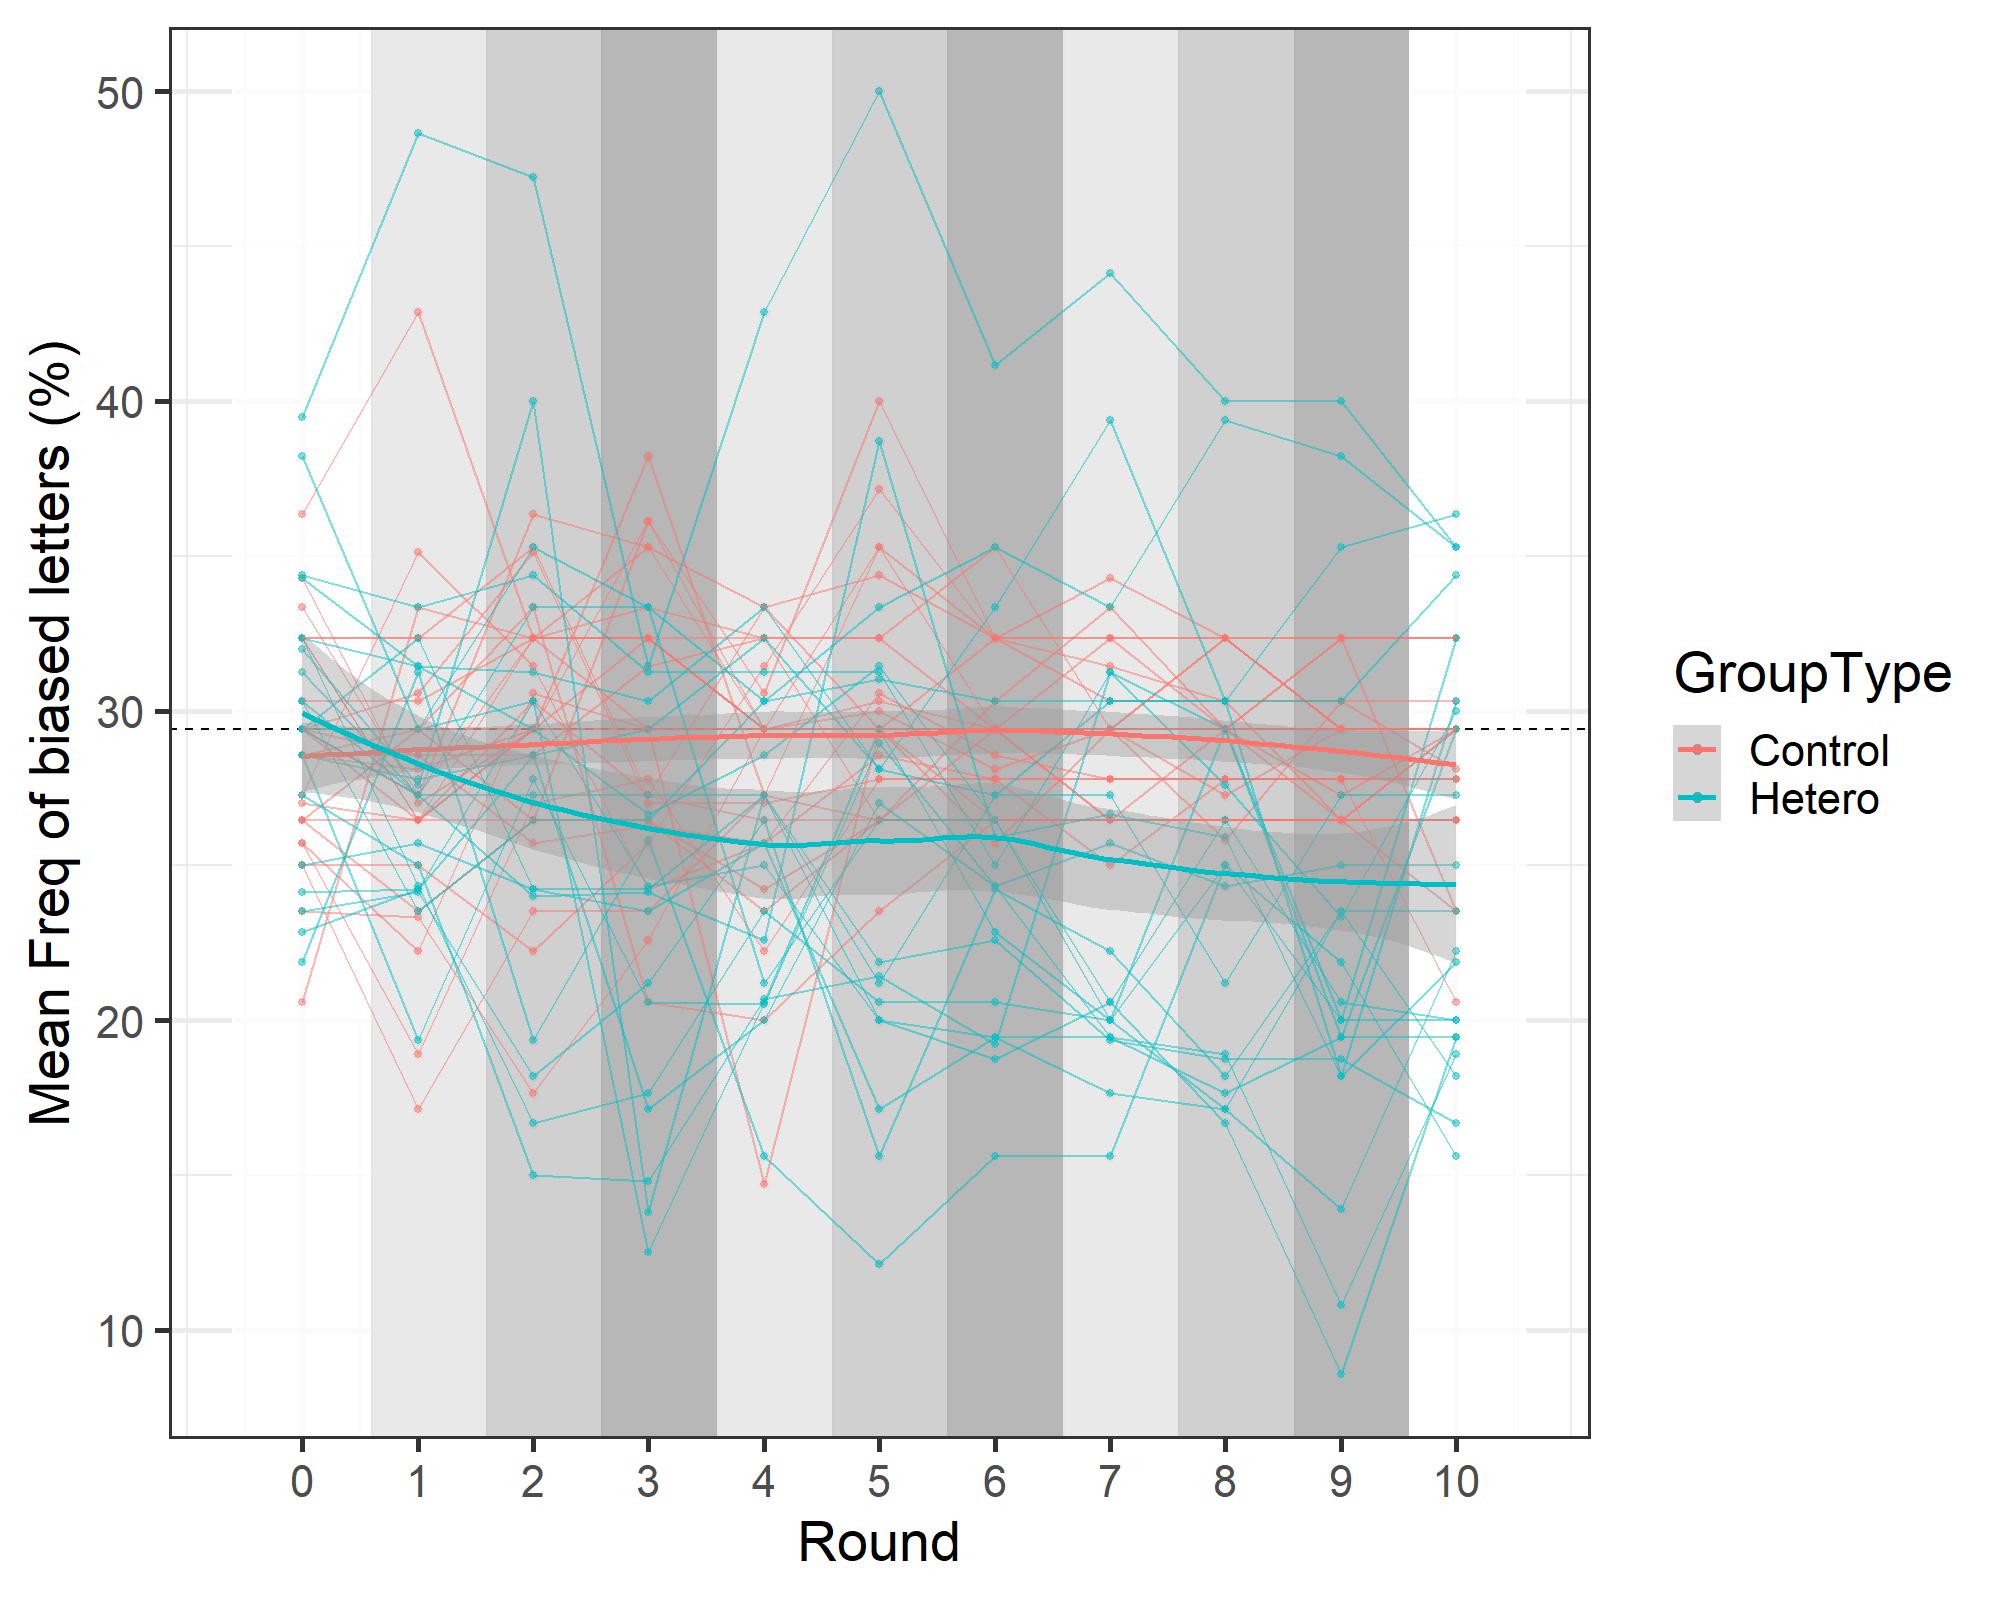 Mean Freq of biased letters (%)
50
40
30
20
10
0 1 2 3 4 5 6 7 8 9 10
Round
GroupType
Control
Hetero